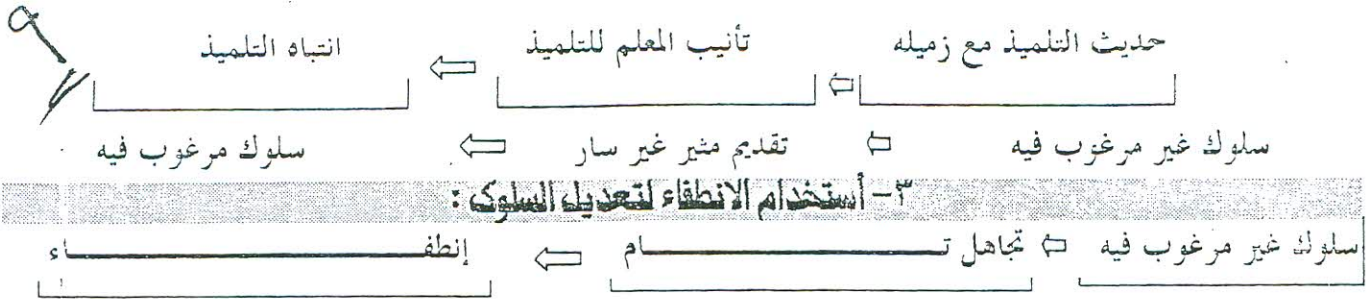 حديث التلميذ مع زميله ⇦ تأنيب المعلم للتلميذ ⇦ انتباه التلميذ
سلوك غير مرغوب فيه ⇦ تقديم مثير غير سار ⇦ سلوك مرغوب فيه
٣- أستخدام الانطفاء لتعديل السلوك :
سلوك غير مرغوب فيه ⇦ تجاهل تـــــــــام ⇦ إنطفـــــــــاء